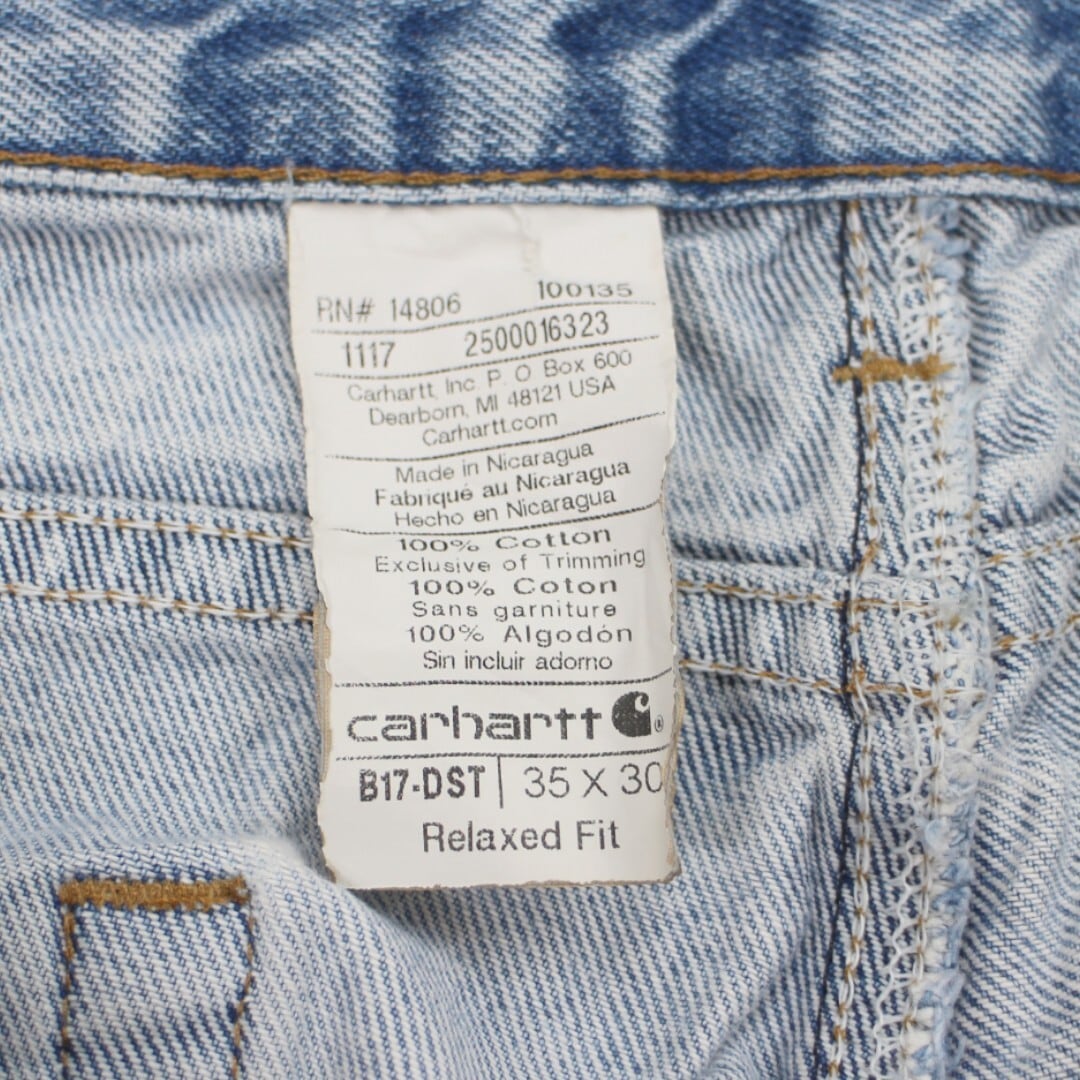 RN# 14806 100135
1117 2500016323
Carhartt, Inc. P. O Box 600
Dearborn, MI 48121 USA
Carhartt.com
Made in Nicaragua
Fabriqué au Nicaragua
Hecho en Nicaragua
100% Cotton
Exclusive of Trimming
100% Coton
Sans garniture
100% Algodón
Sin incluir adorno
carhartt ®
B17-DST | 35 X 30
Relaxed Fit